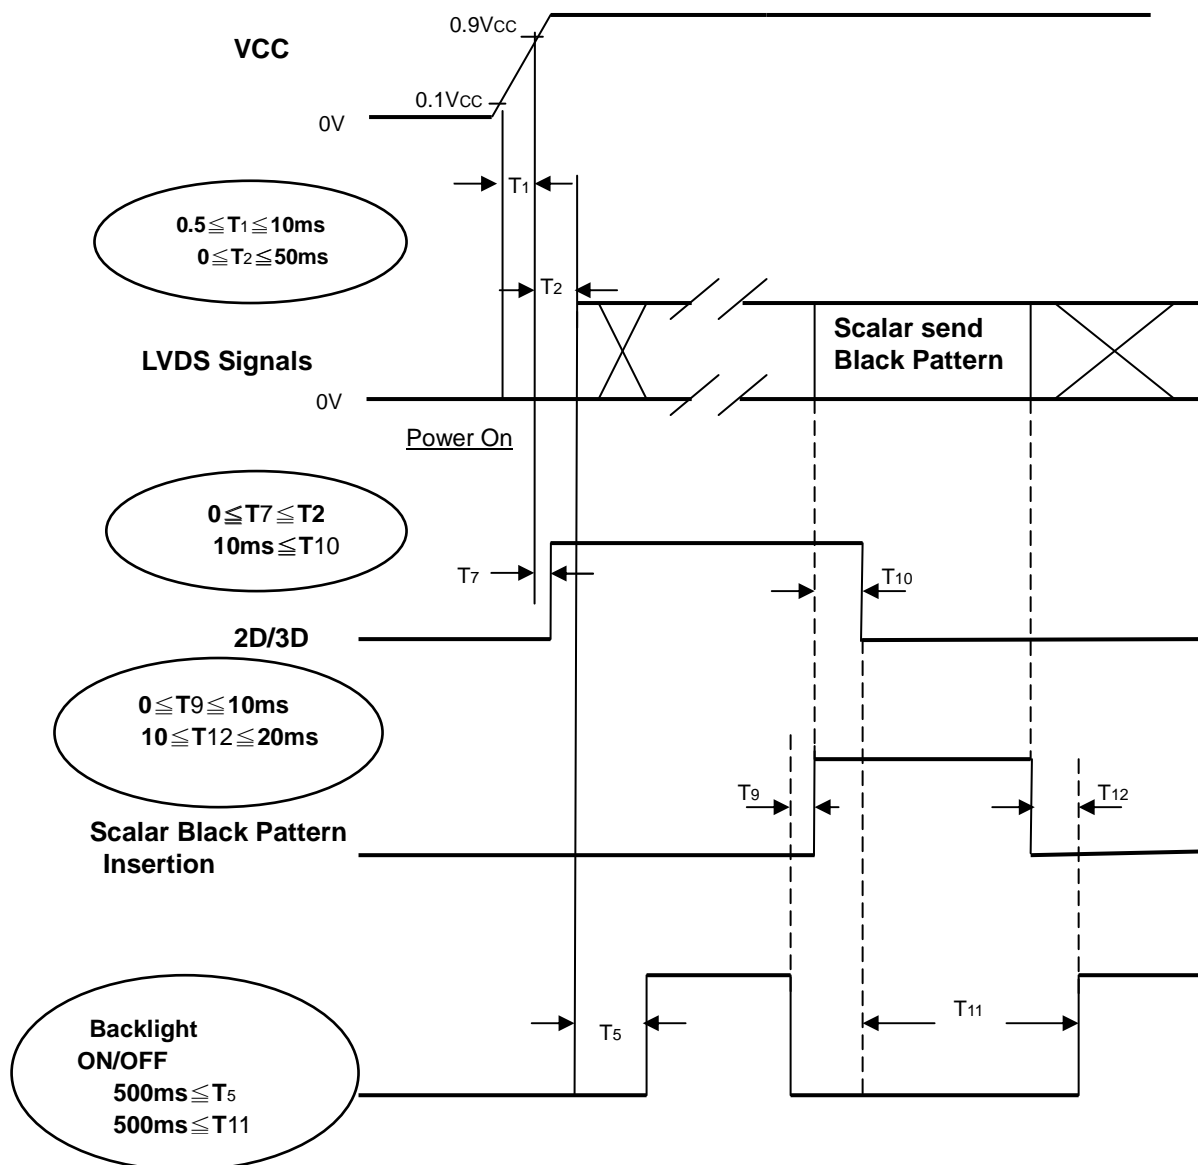 0.9Vcc
VCC
0.1Vcc
0V
T1
0.5≦T1≦10ms
0≦T2≦50ms
T2
Scalar send
Black Pattern
LVDS Signals
0V
Power On
0≦T7≦T2
10ms≦T10
T7
T10
2D/3D
0≦T9≦10ms
10≦T12≦20ms
T9
T12
Scalar Black Pattern
Insertion
T11
Backlight
ON/OFF
T5
500ms≦T5
500ms≦T11